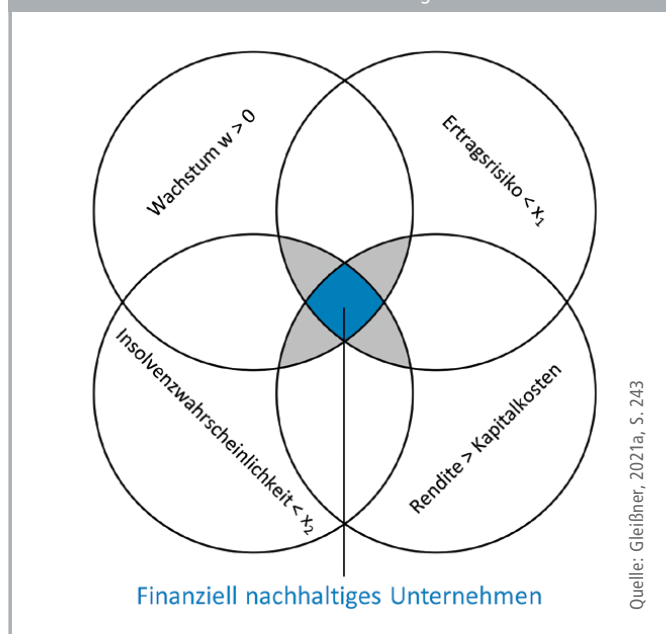 Wachstum w > 0
Ertragsrisiko < x₁
Insolvenzwahrscheinlichkeit < x₂
Rendite > Kapitalkosten
Finanziell nachhaltiges Unternehmen
Quelle: Gleißner, 2021a, S. 243